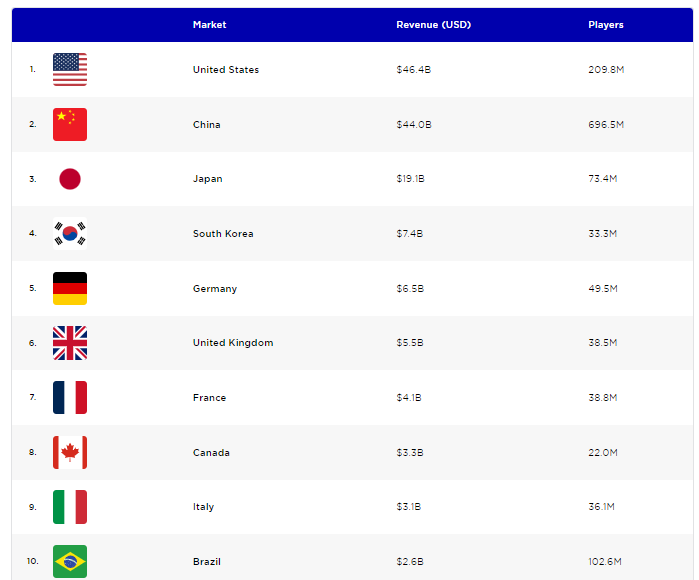 Market Revenue (USD) Players
1. United States $46.4B 209.8M
2. China $44.0B 696.5M
3. Japan $19.1B 73.4M
4. South Korea $7.4B 33.3M
5. Germany $6.5B 49.5M
6. United Kingdom $5.5B 38.5M
7. France $4.1B 38.8M
8. Canada $3.3B 22.0M
9. Italy $3.1B 36.1M
10. Brazil $2.6B 102.6M